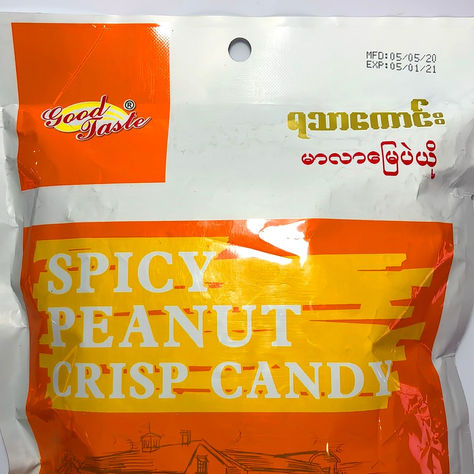 MFD:05/05/20
EXP:05/01/21
Good ®
Taste
ရသာကောင်း
မာလာမြေပဲယို
SPICY
PEANUT
CRISP CANDY